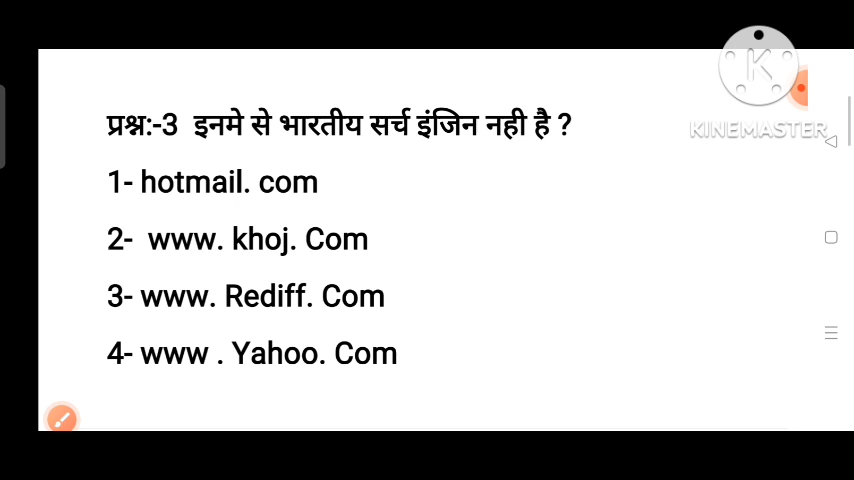 प्रश्न:-3 इनमे से भारतीय सर्च इंजिन नही है ?
1- hotmail. com
2- www. khoj. Com
3- www. Rediff. Com
4- www . Yahoo. Com
K
KINEMASTER